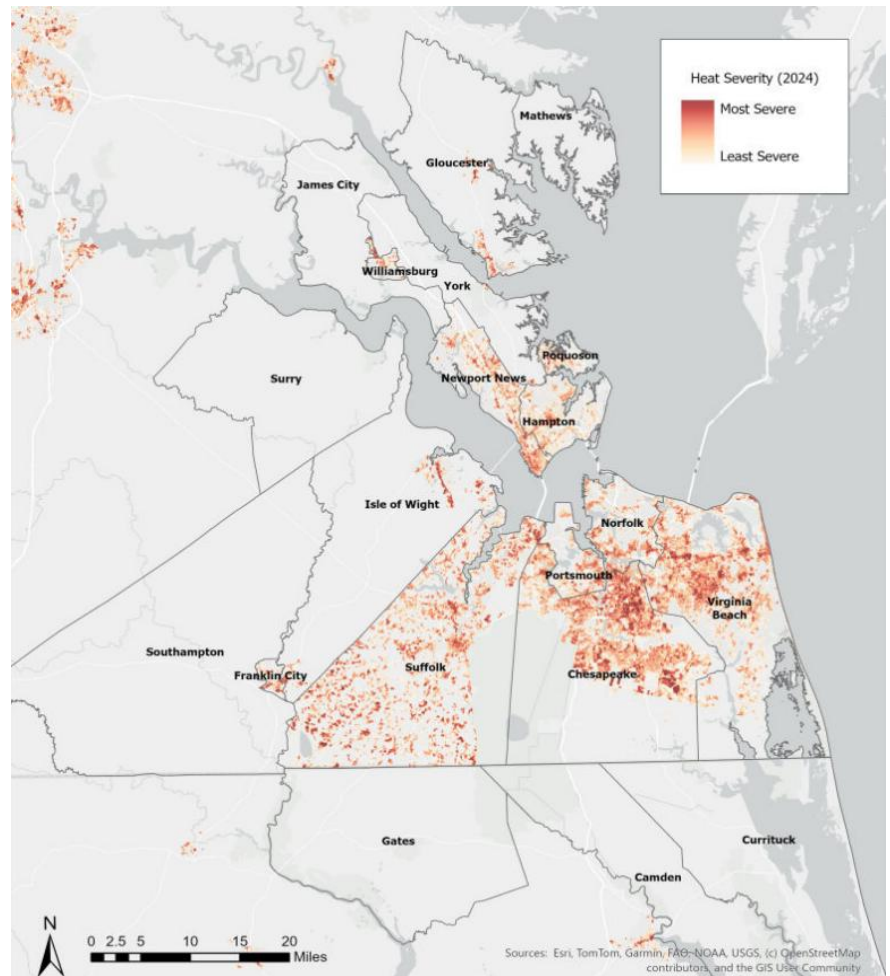 Heat Severity (2024)
Most Severe
Least Severe
Mathews
Gloucester
James City
Williamsburg
York
Surry
Poquoson
Newport News
Hampton
Isle of Wight
Norfolk
Portsmouth
Virginia
Beach
Southampton
Franklin City
Suffolk
Chesapeake
Gates
Currituck
Camden
N
0 2.5 5 10 15 20
Miles
Sources: Esri, TomTom, Garmin, FAO, NOAA, USGS, (c) OpenStreetMap
contributors, and the GIS User Community